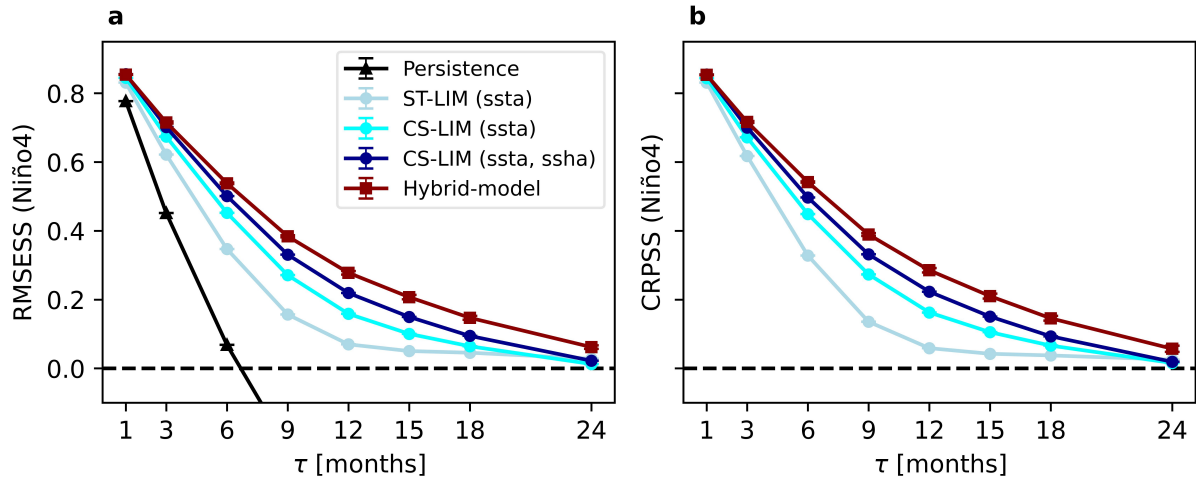 a
RMSESS (Niño4)
0.8
0.6
0.4
0.2
0.0
Persistence
ST-LIM (ssta)
CS-LIM (ssta)
CS-LIM (ssta, ssha)
Hybrid-model
1 3 6 9 12 15 18 24
τ [months]
b
CRPSS (Niño4)
1 3 6 9 12 15 18 24
τ [months]